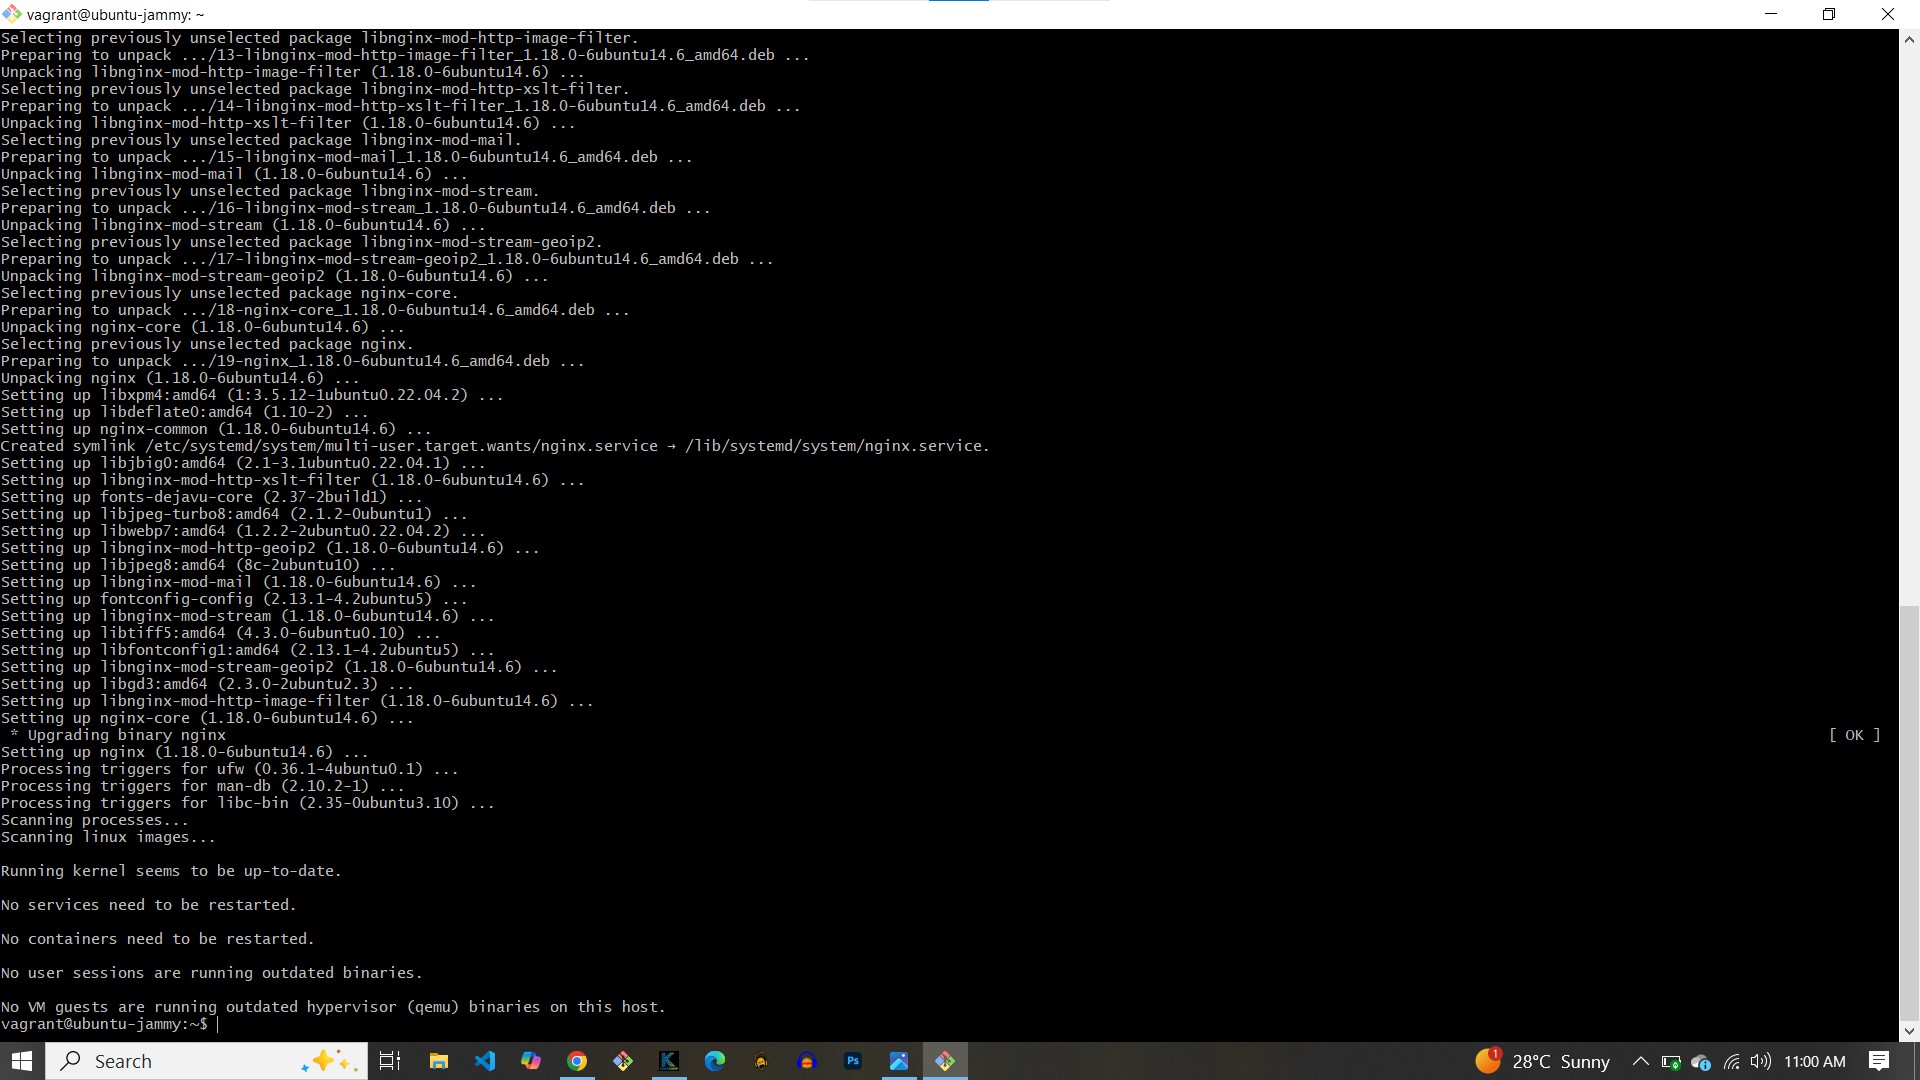 vagrant@ubuntu-jammy: ~
Selecting previously unselected package libnginx-mod-http-image-filter.
Preparing to unpack .../13-libnginx-mod-http-image-filter_1.18.0-6ubuntu14.6_amd64.deb ...
Unpacking libnginx-mod-http-image-filter (1.18.0-6ubuntu14.6) ...
Selecting previously unselected package libnginx-mod-http-xslt-filter.
Preparing to unpack .../14-libnginx-mod-http-xslt-filter_1.18.0-6ubuntu14.6_amd64.deb ...
Unpacking libnginx-mod-http-xslt-filter (1.18.0-6ubuntu14.6) ...
Selecting previously unselected package libnginx-mod-mail.
Preparing to unpack .../15-libnginx-mod-mail_1.18.0-6ubuntu14.6_amd64.deb ...
Unpacking libnginx-mod-mail (1.18.0-6ubuntu14.6) ...
Selecting previously unselected package libnginx-mod-stream.
Preparing to unpack .../16-libnginx-mod-stream_1.18.0-6ubuntu14.6_amd64.deb ...
Unpacking libnginx-mod-stream (1.18.0-6ubuntu14.6) ...
Selecting previously unselected package libnginx-mod-stream-geoip2.
Preparing to unpack .../17-libnginx-mod-stream-geoip2_1.18.0-6ubuntu14.6_amd64.deb ...
Unpacking libnginx-mod-stream-geoip2 (1.18.0-6ubuntu14.6) ...
Selecting previously unselected package nginx-core.
Preparing to unpack .../18-nginx-core_1.18.0-6ubuntu14.6_amd64.deb ...
Unpacking nginx-core (1.18.0-6ubuntu14.6) ...
Selecting previously unselected package nginx.
Preparing to unpack .../19-nginx_1.18.0-6ubuntu14.6_amd64.deb ...
Unpacking nginx (1.18.0-6ubuntu14.6) ...
Setting up libxpm4:amd64 (1:3.5.12-1ubuntu0.22.04.2) ...
Setting up libdeflate0:amd64 (1.10-2) ...
Setting up nginx-common (1.18.0-6ubuntu14.6) ...
Created symlink /etc/systemd/system/multi-user.target.wants/nginx.service → /lib/systemd/system/nginx.service.
Setting up libjbig0:amd64 (2.1-3.1ubuntu0.22.04.1) ...
Setting up libnginx-mod-http-xslt-filter (1.18.0-6ubuntu14.6) ...
Setting up fonts-dejavu-core (2.37-2build1) ...
Setting up libjpeg-turbo8:amd64 (2.1.2-0ubuntu1) ...
Setting up libwebp7:amd64 (1.2.2-2ubuntu0.22.04.2) ...
Setting up libnginx-mod-http-geoip2 (1.18.0-6ubuntu14.6) ...
Setting up libjpeg8:amd64 (8c-2ubuntu10) ...
Setting up libnginx-mod-mail (1.18.0-6ubuntu14.6) ...
Setting up fontconfig-config (2.13.1-4.2ubuntu5) ...
Setting up libnginx-mod-stream (1.18.0-6ubuntu14.6) ...
Setting up libtiff5:amd64 (4.3.0-6ubuntu0.10) ...
Setting up libfontconfig1:amd64 (2.13.1-4.2ubuntu5) ...
Setting up libnginx-mod-stream-geoip2 (1.18.0-6ubuntu14.6) ...
Setting up libgd3:amd64 (2.3.0-2ubuntu2.3) ...
Setting up libnginx-mod-http-image-filter (1.18.0-6ubuntu14.6) ...
Setting up nginx-core (1.18.0-6ubuntu14.6) ...
 * Upgrading binary nginx [ OK ]
Setting up nginx (1.18.0-6ubuntu14.6) ...
Processing triggers for ufw (0.36.1-4ubuntu0.1) ...
Processing triggers for man-db (2.10.2-1) ...
Processing triggers for libc-bin (2.35-0ubuntu3.10) ...
Scanning processes...
Scanning linux images...
Running kernel seems to be up-to-date.
No services need to be restarted.
No containers need to be restarted.
No user sessions are running outdated binaries.
No VM guests are running outdated hypervisor (qemu) binaries on this host.
vagrant@ubuntu-jammy:~$
Search
Ps
1
28°C Sunny
11:00 AM